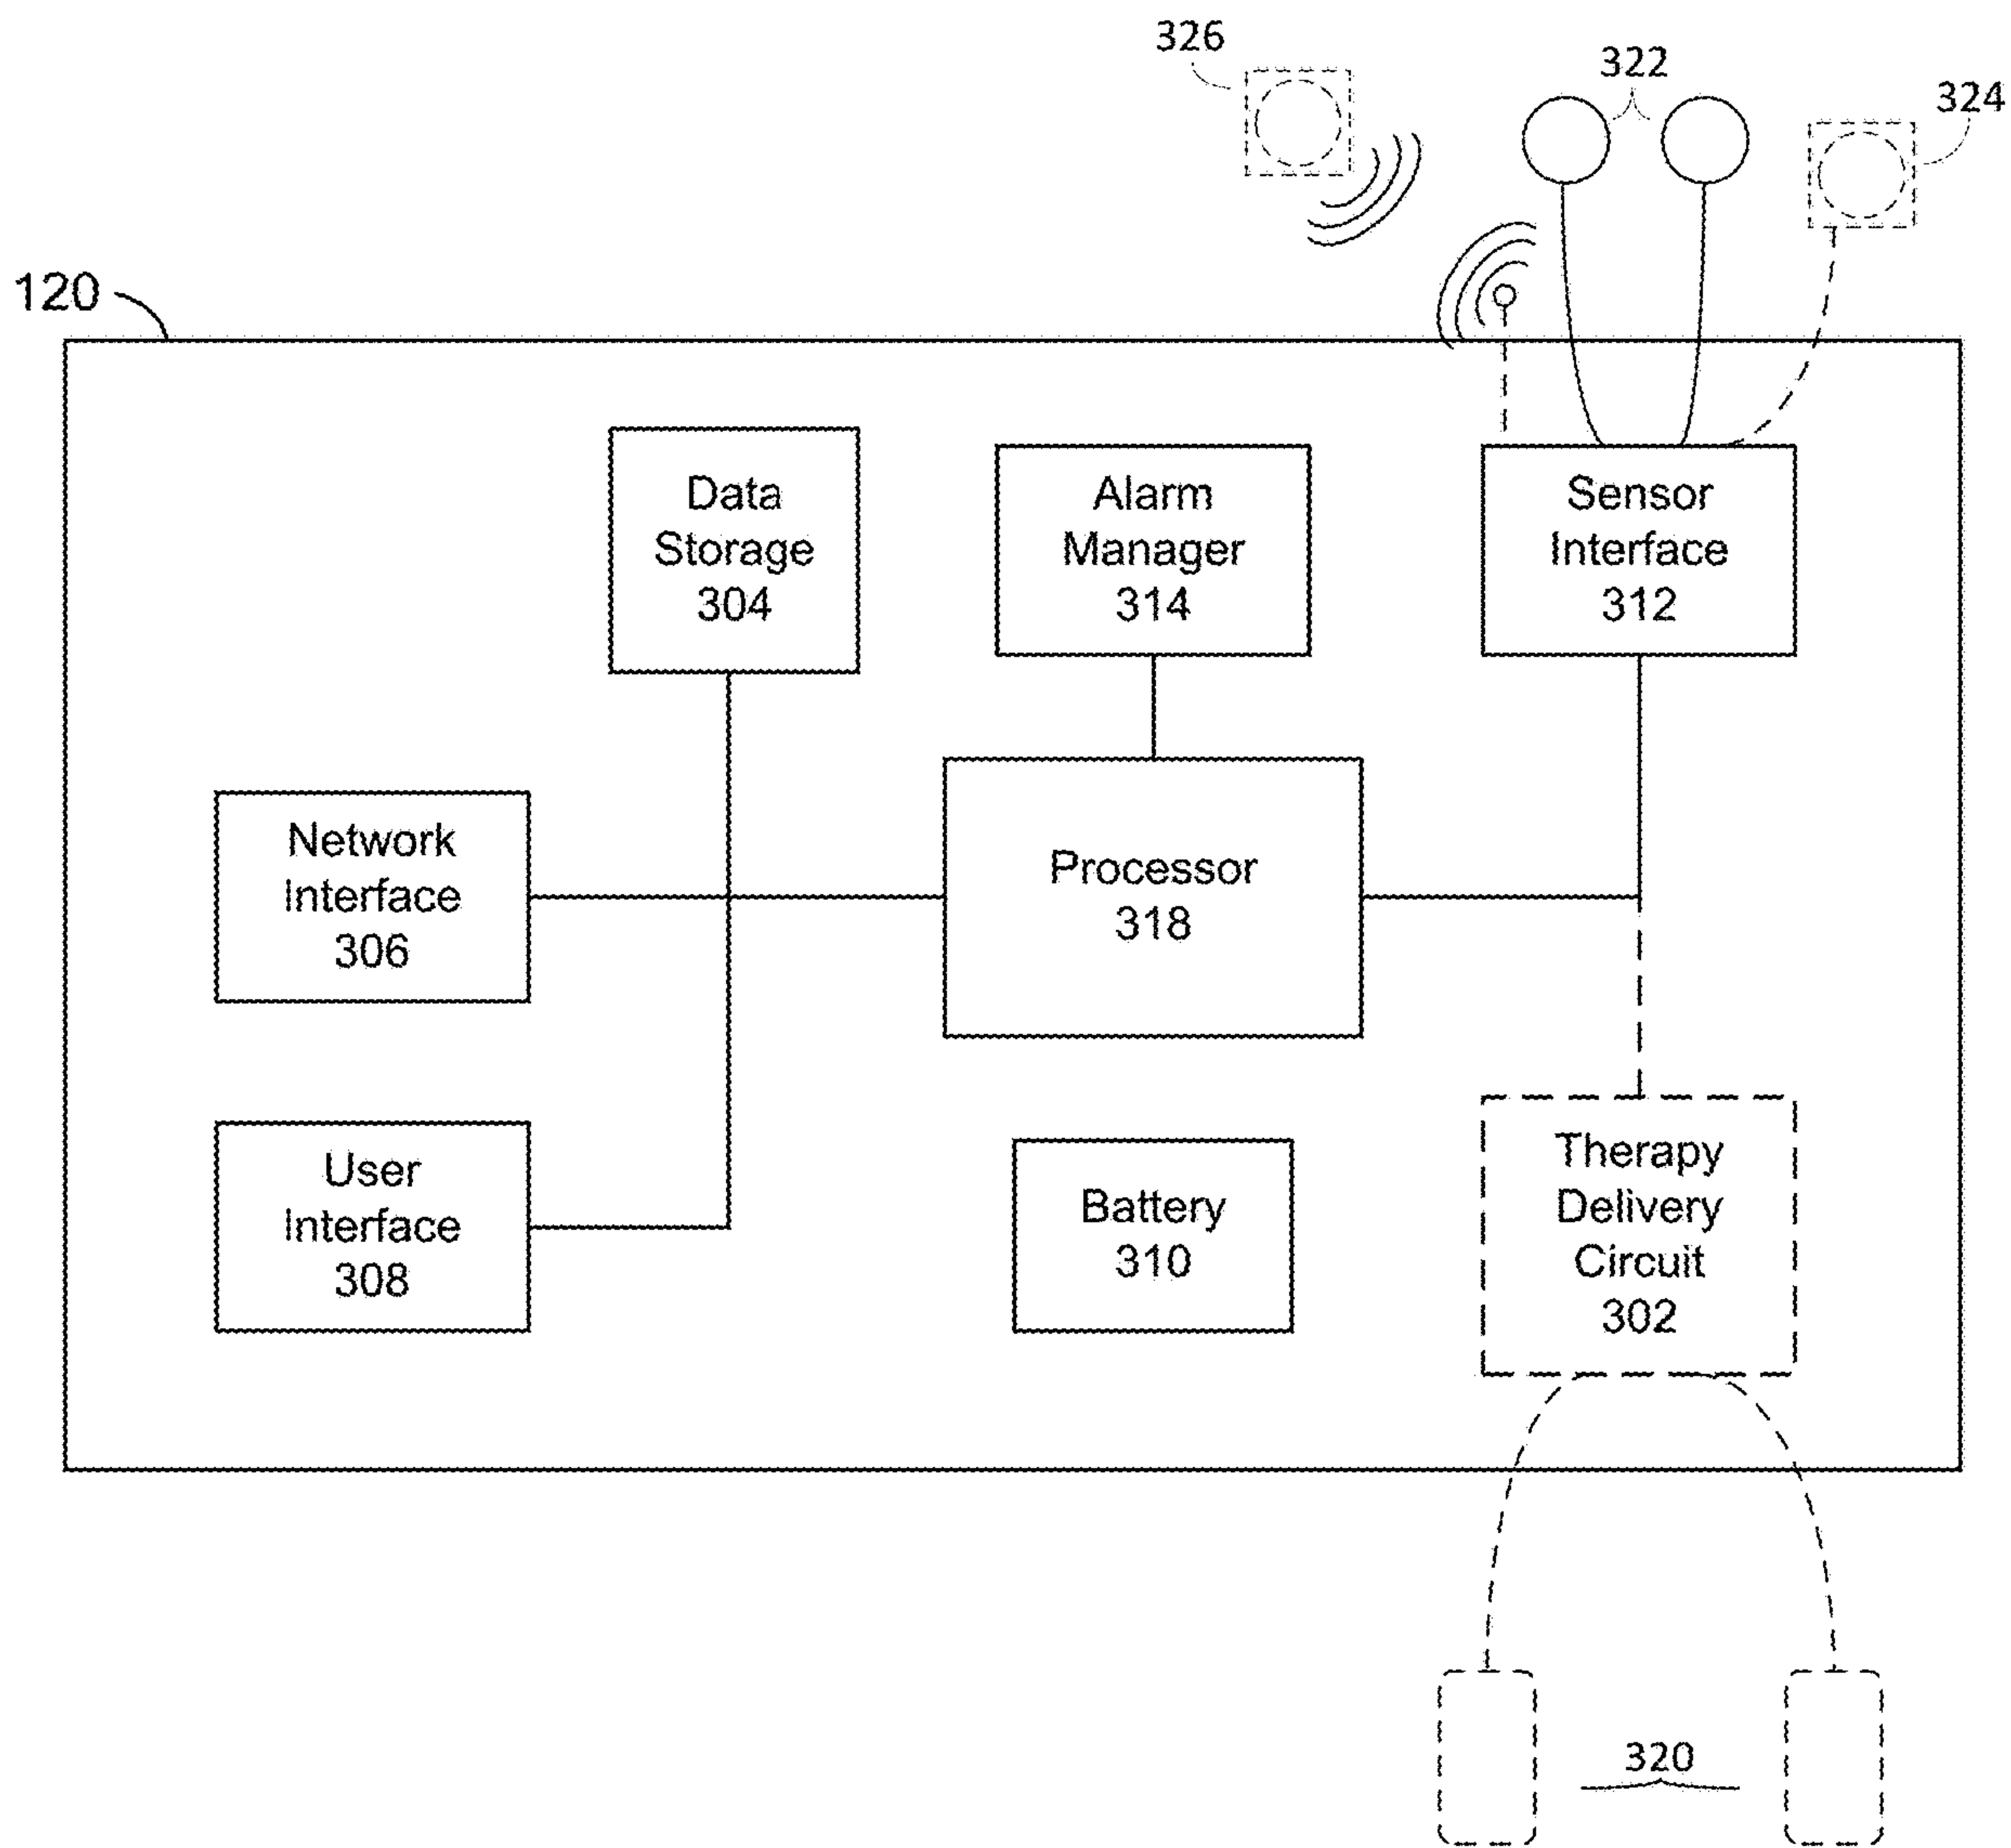 326
322
324
120
Data
Storage
304
Alarm
Manager
314
Sensor
Interface
312
Network
Interface
306
Processor
318
User
Interface
308
Battery
310
Therapy
Delivery
Circuit
302
320